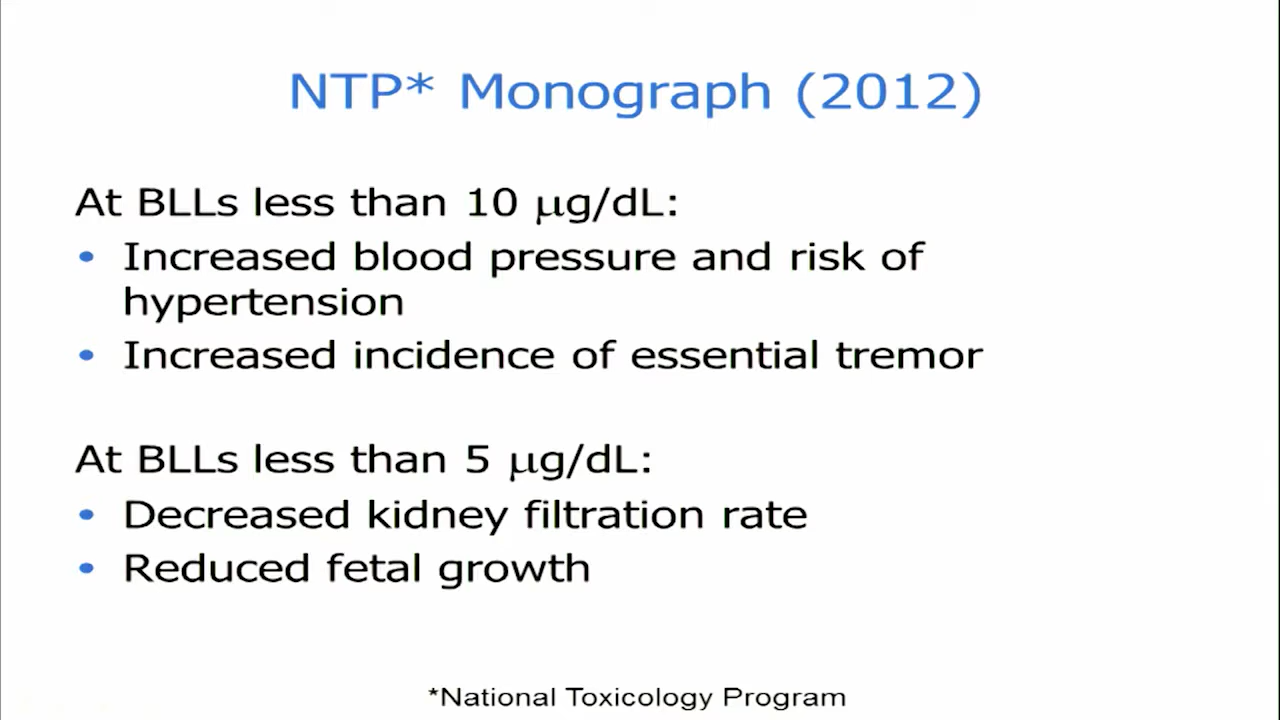 NTP* Monograph (2012)
At BLLs less than 10 μg/dL:
• Increased blood pressure and risk of
hypertension
• Increased incidence of essential tremor
At BLLs less than 5 μg/dL:
• Decreased kidney filtration rate
• Reduced fetal growth
*National Toxicology Program